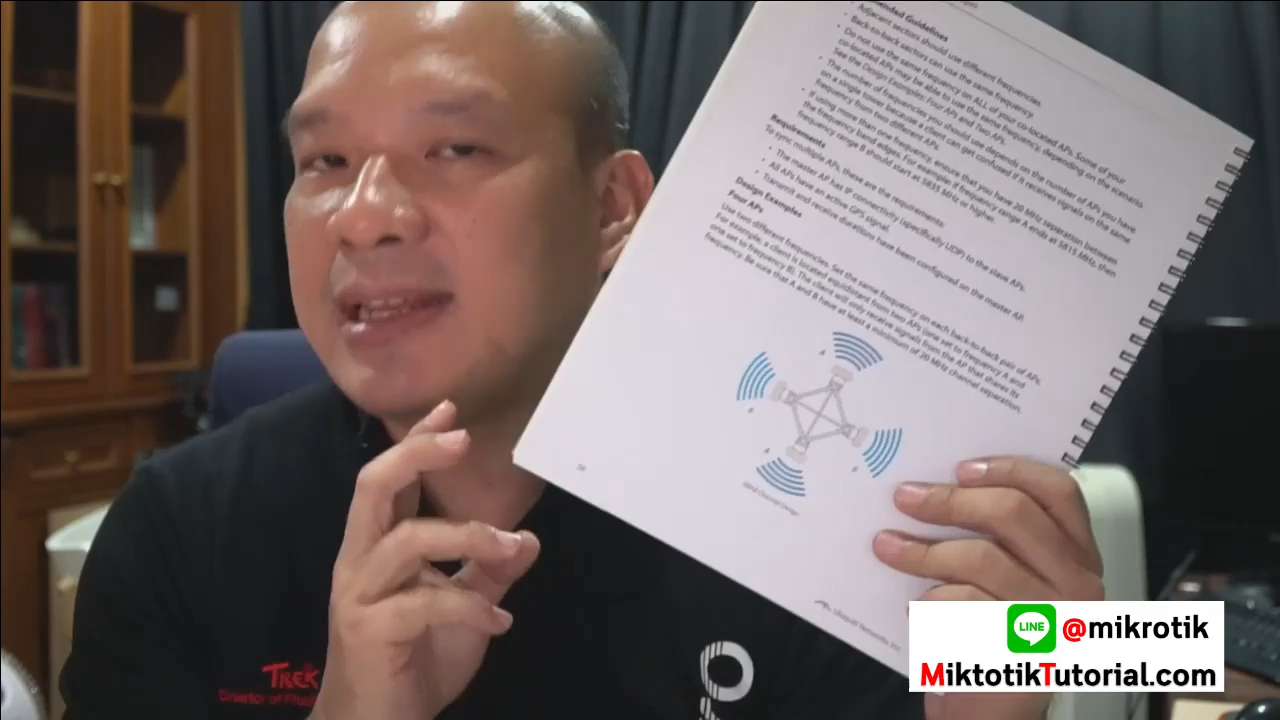 Recommended Guidelines
• Adjacent sectors should use different frequencies.
• Back-to-back sectors can use the same frequency.
• Do not use the same frequency on ALL of your co-located APs. Some of your
co-located APs may be able to use the same frequency, depending on the scenario.
See the Design Examples: Four APs and Two APs.
• The number of frequencies you should use depends on the number of APs you have
on a single tower because a client can get confused if it receives signals on the same
frequency from two different APs.
• If using more than one frequency, ensure that you have 20 MHz separation between
the frequency band edges. For example: if frequency range A ends at 5815 MHz, then
frequency range B should start at 5835 MHz or higher.
Requirements
To sync multiple APs, these are the requirements:
• The master AP has IP connectivity (specifically UDP) to the slave APs.
• All APs have an active GPS signal.
• Transmit and receive durations have been configured on the master AP.
Design Examples
Four APs
Use two different frequencies. Set the same frequency on each back-to-back pair of APs.
For example, a client is located equidistant from two APs (one set to frequency A and
one set to frequency B). The client will only receive signals from the AP that shares its
frequency. Be sure that A and B have at least a minimum of 20 MHz channel separation.
A
Ubiquiti Networks, Inc.
TREK
Director of
LINE
@mikrotik
MiktotikTutorial.com